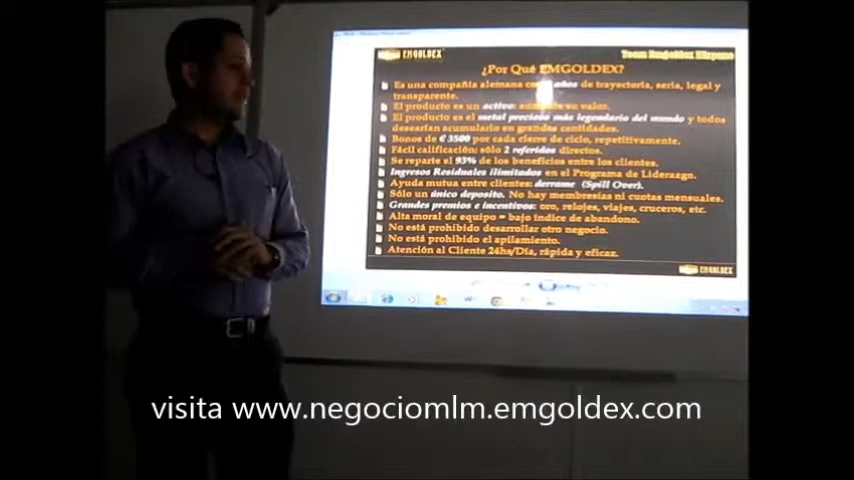 EMGOLDEX
Team Emgoldex Hispano
¿Por Qué EMGOLDEX?
Es una compañía alemana con años de trayectoria, seria, legal y
transparente.
El producto es un activo: aumenta su valor.
El producto es el metal precioso más legendario del mundo y todos
desearían acumularlo en grandes cantidades.
Bonos de € 3500 por cada cierre de ciclo, repetitivamente.
Fácil calificación: sólo 2 referidos directos.
Se reparte el 93% de los beneficios entre los clientes.
Ingresos Residuales ilimitados en el Programa de Liderazgo.
Ayuda mutua entre clientes: derrame (Spill Over).
Sólo un único deposito. No hay membresías ni cuotas mensuales.
Grandes premios e incentivos: oro, relojes, viajes, cruceros, etc.
Alta moral de equipo = bajo índice de abandono.
No está prohibido desarrollar otro negocio.
No está prohibido el apilamiento.
Atención al Cliente 24hs/Día, rápida y eficaz.
EMGOLDEX
visita www.negociomlm.emgoldex.com